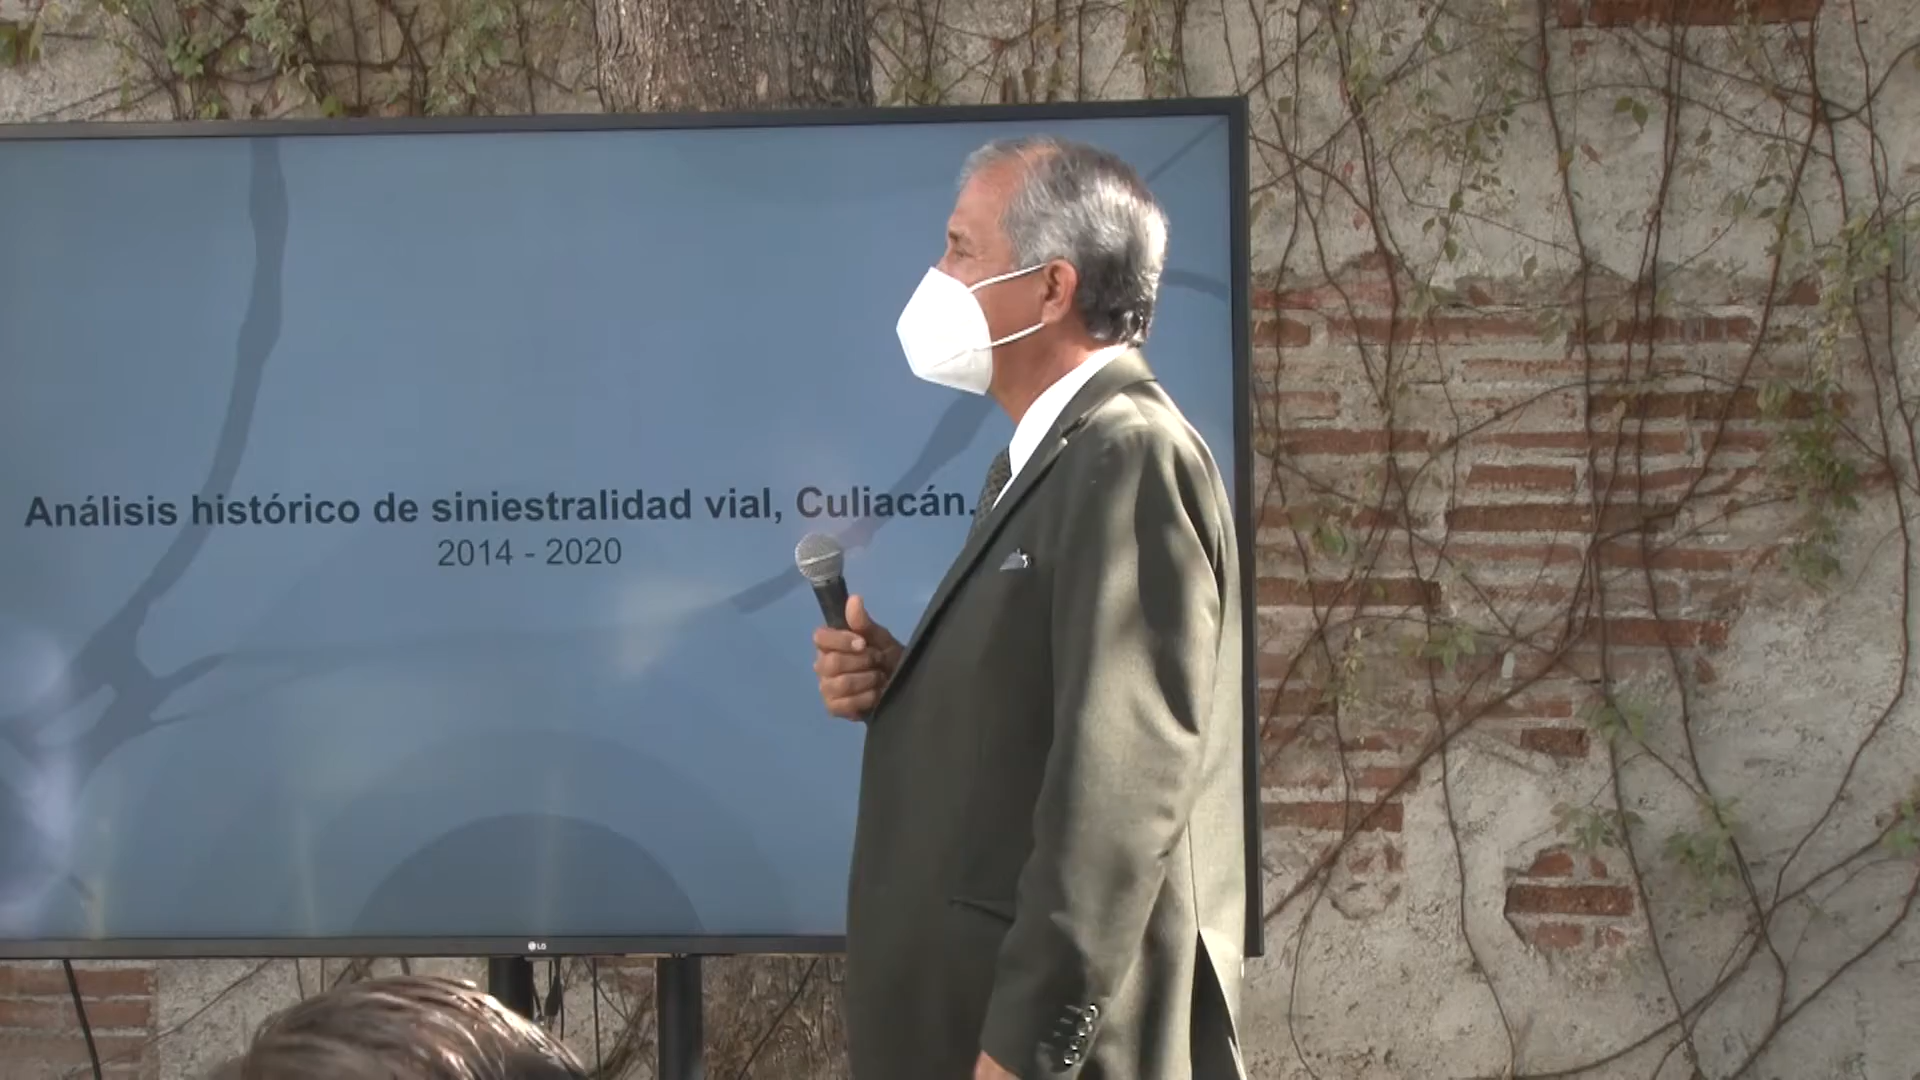 Análisis histórico de siniestralidad vial, Culiacán.
2014 - 2020
LG